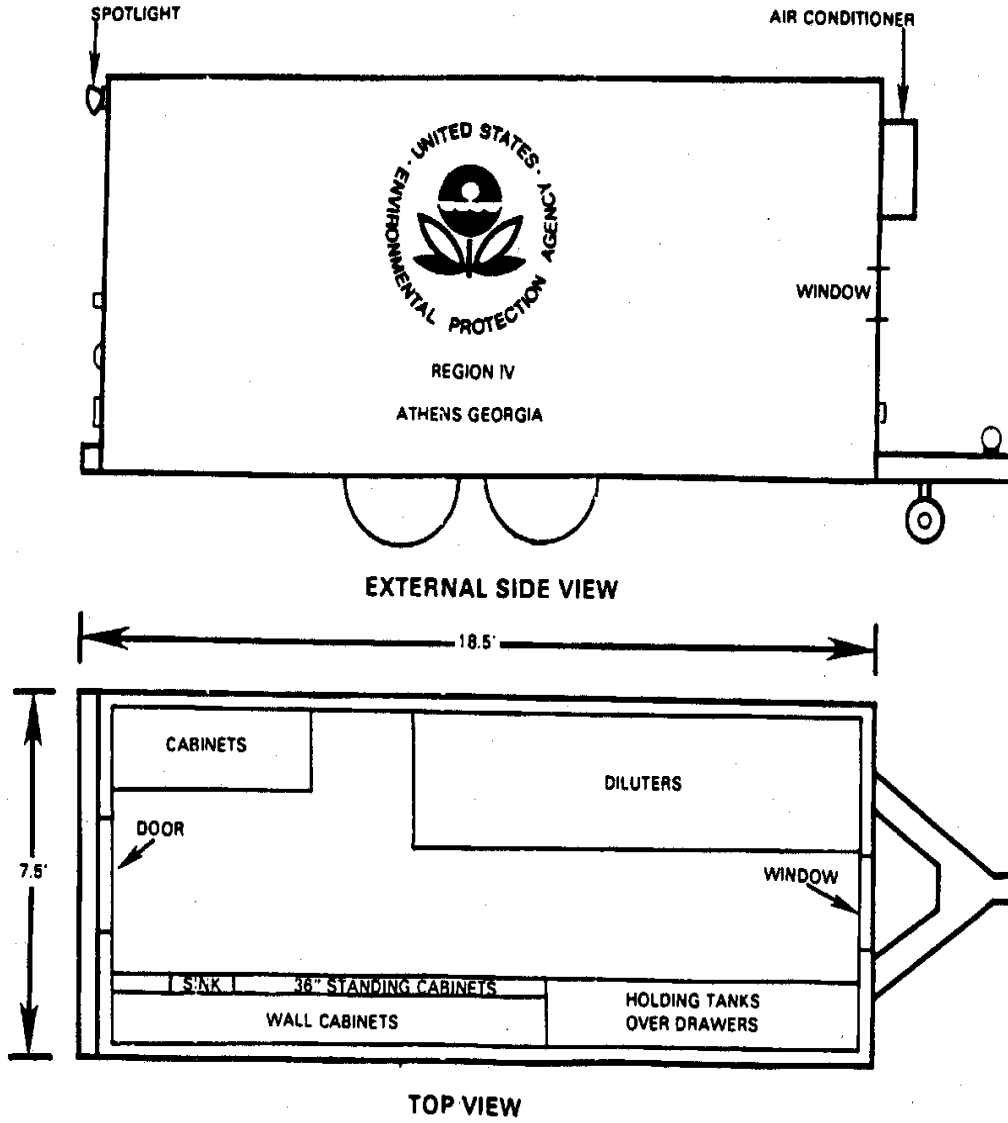 SPOTLIGHT
AIR CONDITIONER
· UNITED STATES ·
ENVIRONMENTAL PROTECTION AGENCY
WINDOW
REGION IV
ATHENS GEORGIA
EXTERNAL SIDE VIEW
18.5'
CABINETS
DILUTERS
DOOR
7.5'
WINDOW
SINK
36" STANDING CABINETS
WALL CABINETS
HOLDING TANKS
OVER DRAWERS
TOP VIEW